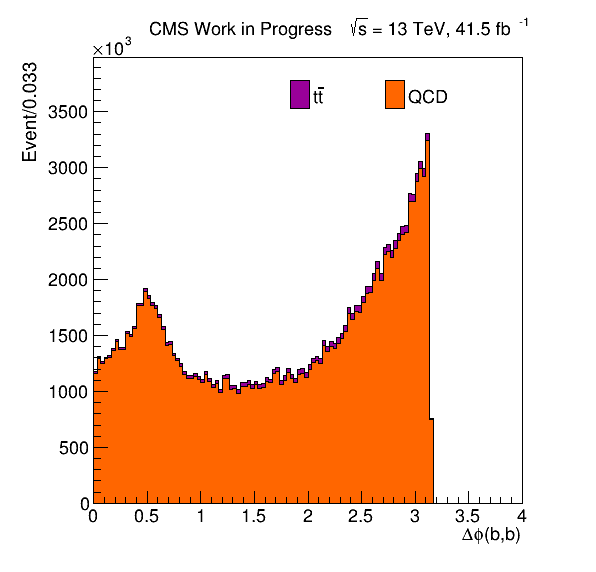 CMS Work in Progress √s = 13 TeV, 41.5 fb⁻¹
×10³
Event/0.033
tt̄ QCD
3500
3000
2500
2000
1500
1000
500
0
0 0.5 1 1.5 2 2.5 3 3.5 4
Δϕ(b,b)